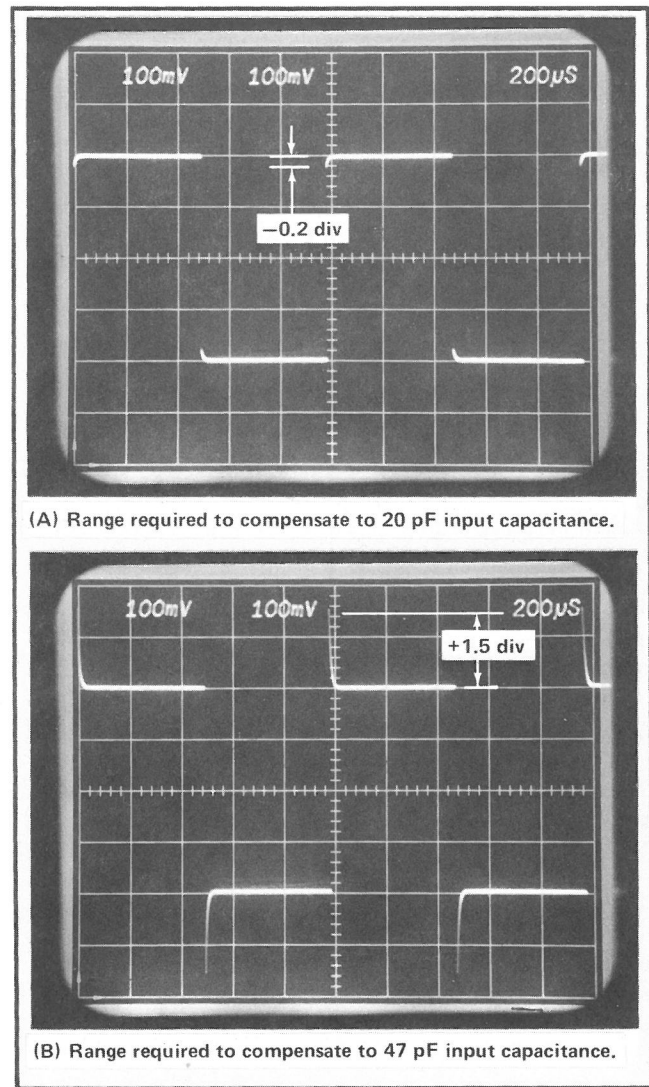 100mV 100mV 200µS
−0.2 div
(A) Range required to compensate to 20 pF input capacitance.
100mV 100mV 200µS
+1.5 div
(B) Range required to compensate to 47 pF input capacitance.